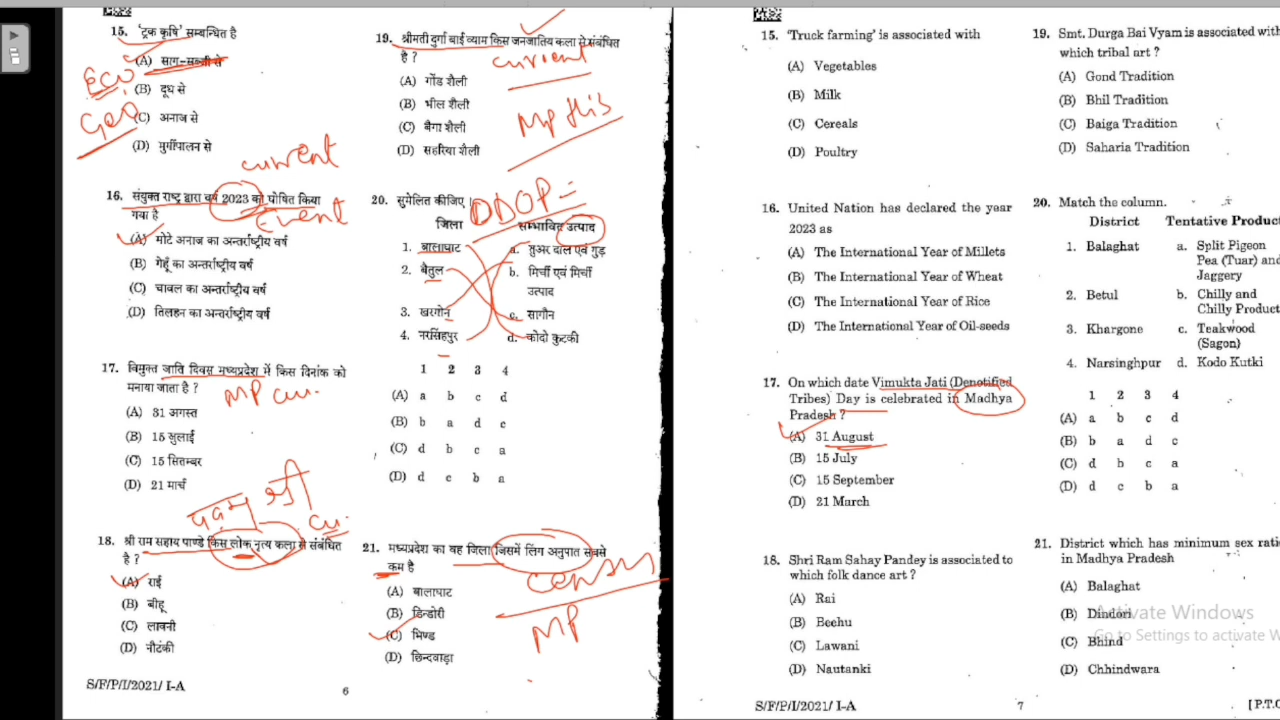 15. 'ट्रक कृषि' सम्बन्धित है
(A) साग-सब्जी से
(B) दूध से
(C) अनाज से
(D) मुर्गीपालन से
Eco
Geo
current
16. संयुक्त राष्ट्र द्वारा वर्ष 2023 को घोषित किया
गया है
Event
(A) मोटे अनाज का अन्तर्राष्ट्रीय वर्ष
(B) गेहूं का अन्तर्राष्ट्रीय वर्ष
(C) चावल का अन्तर्राष्ट्रीय वर्ष
(D) तिलहन का अन्तर्राष्ट्रीय वर्ष
17. विमुक्त जाति दिवस मध्यप्रदेश में किस दिनांक को
मनाया जाता है ?
MP cu.
(A) 31 अगस्त
(B) 15 जुलाई
(C) 15 सितम्बर
(D) 21 मार्च
पद्म श्री
cu.
18. श्री राम सहाय पाण्डे किस लोक नृत्य कला से संबंधित
है ?
(A) राई
(B) बीहू
(C) लावनी
(D) नौटंकी
S/F/P/I/2021/ I-A
6
19. श्रीमती दुर्गा बाई व्याम किस जनजातिय कला से संबंधित
है ?
current
(A) गोंड शैली
(B) भील शैली
(C) बैगा शैली
(D) सहरिया शैली
MP His
20. सुमेलित कीजिए ।
ODOP =
जिला सम्भावित उत्पाद
1. बालाघाट a. तुअर दाल एवं गुड़
2. बैतुल b. मिर्ची एवं मिर्ची
उत्पाद
3. खरगोन c. सागौन
4. नरसिंहपुर d. कोदो कुटकी
1 2 3 4
(A) a b c d
(B) b a d c
(C) d b c a
(D) d c b a
21. मध्यप्रदेश का वह जिला जिसमें लिंग अनुपात सबसे
कम है
census
MP
(A) बालाघाट
(B) डिन्डोरी
(C) भिण्ड
(D) छिन्दवाड़ा
15. 'Truck farming' is associated with
(A) Vegetables
(B) Milk
(C) Cereals
(D) Poultry
16. United Nation has declared the year
2023 as
(A) The International Year of Millets
(B) The International Year of Wheat
(C) The International Year of Rice
(D) The International Year of Oil-seeds
17. On which date Vimukta Jati (Denotified
Tribes) Day is celebrated in Madhya
Pradesh ?
(A) 31 August
(B) 15 July
(C) 15 September
(D) 21 March
18. Shri Ram Sahay Pandey is associated to
which folk dance art ?
(A) Rai
(B) Beehu
(C) Lawani
(D) Nautanki
S/F/P/I/2021/ I-A
7
[P.T.O
19. Smt. Durga Bai Vyam is associated with
which tribal art ?
(A) Gond Tradition
(B) Bhil Tradition
(C) Baiga Tradition
(D) Saharia Tradition
20. Match the column.
District Tentative Product
1. Balaghat a. Split Pigeon
Pea (Tuar) and
Jaggery
2. Betul b. Chilly and
Chilly Product
3. Khargone c. Teakwood
(Sagon)
4. Narsinghpur d. Kodo Kutki
1 2 3 4
(A) a b c d
(B) b a d c
(C) d b c a
(D) d c b a
21. District which has minimum sex ratio
in Madhya Pradesh
(A) Balaghat
(B) Dindori
(C) Bhind
(D) Chhindwara
Activate Windows
Go to Settings to activate W